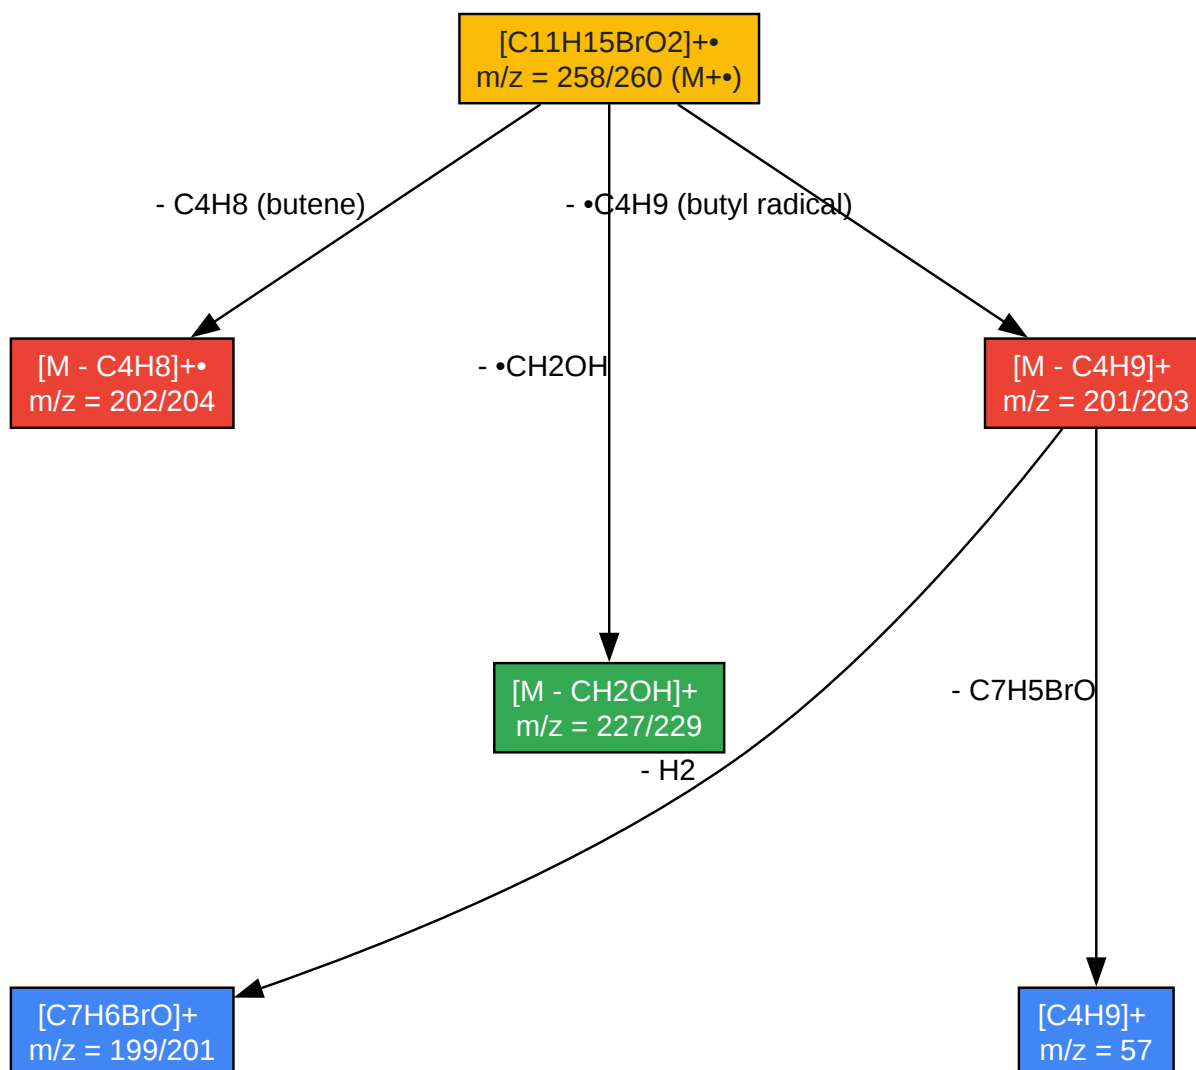 [C11H15BrO2]+•
m/z = 258/260 (M+•)
- C4H8 (butene)
- •C4H9 (butyl radical)
[M - C4H8]+•
m/z = 202/204
- •CH2OH
[M - C4H9]+
m/z = 201/203
[M - CH2OH]+
m/z = 227/229
- C7H5BrO
- H2
[C7H6BrO]+
m/z = 199/201
[C4H9]+
m/z = 57